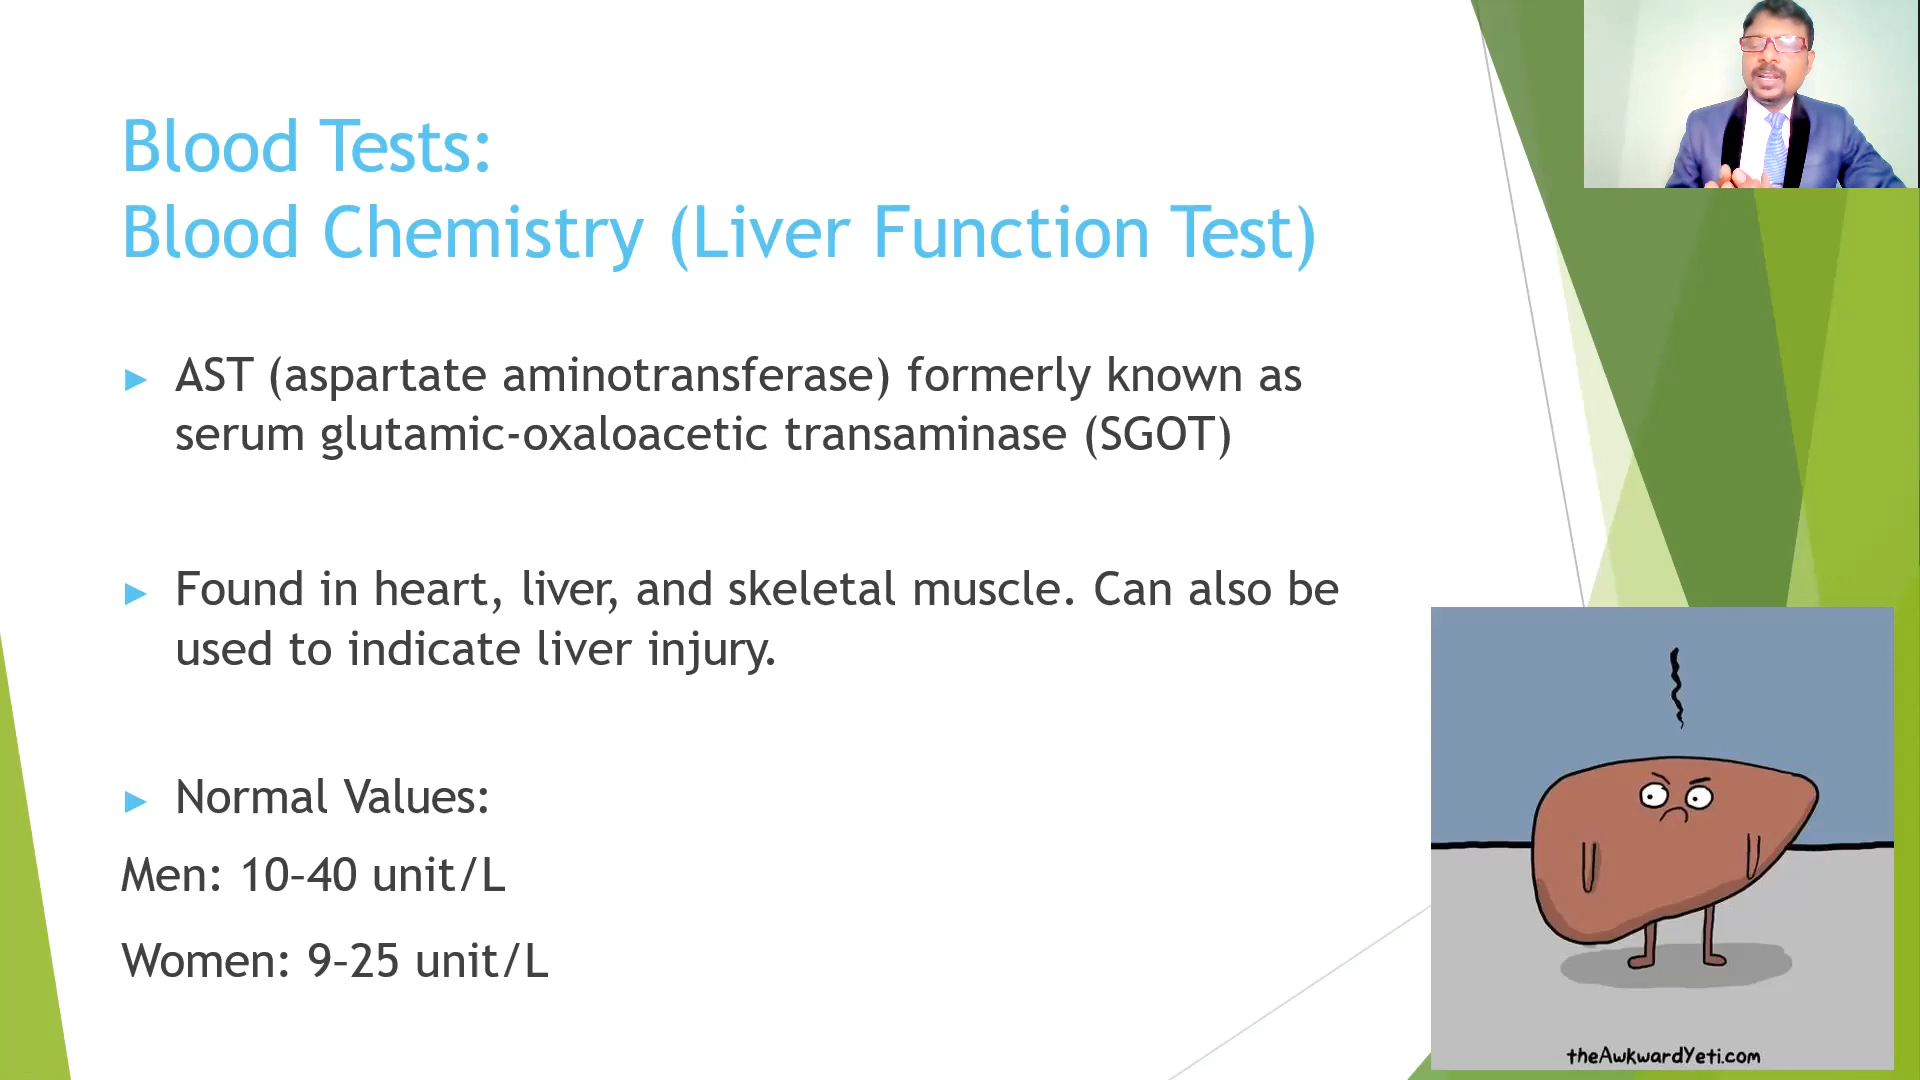 Blood Tests:
Blood Chemistry (Liver Function Test)
AST (aspartate aminotransferase) formerly known as
serum glutamic-oxaloacetic transaminase (SGOT)
Found in heart, liver, and skeletal muscle. Can also be
used to indicate liver injury.
Normal Values:
Men: 10–40 unit/L
Women: 9–25 unit/L
theAwkwardYeti.com